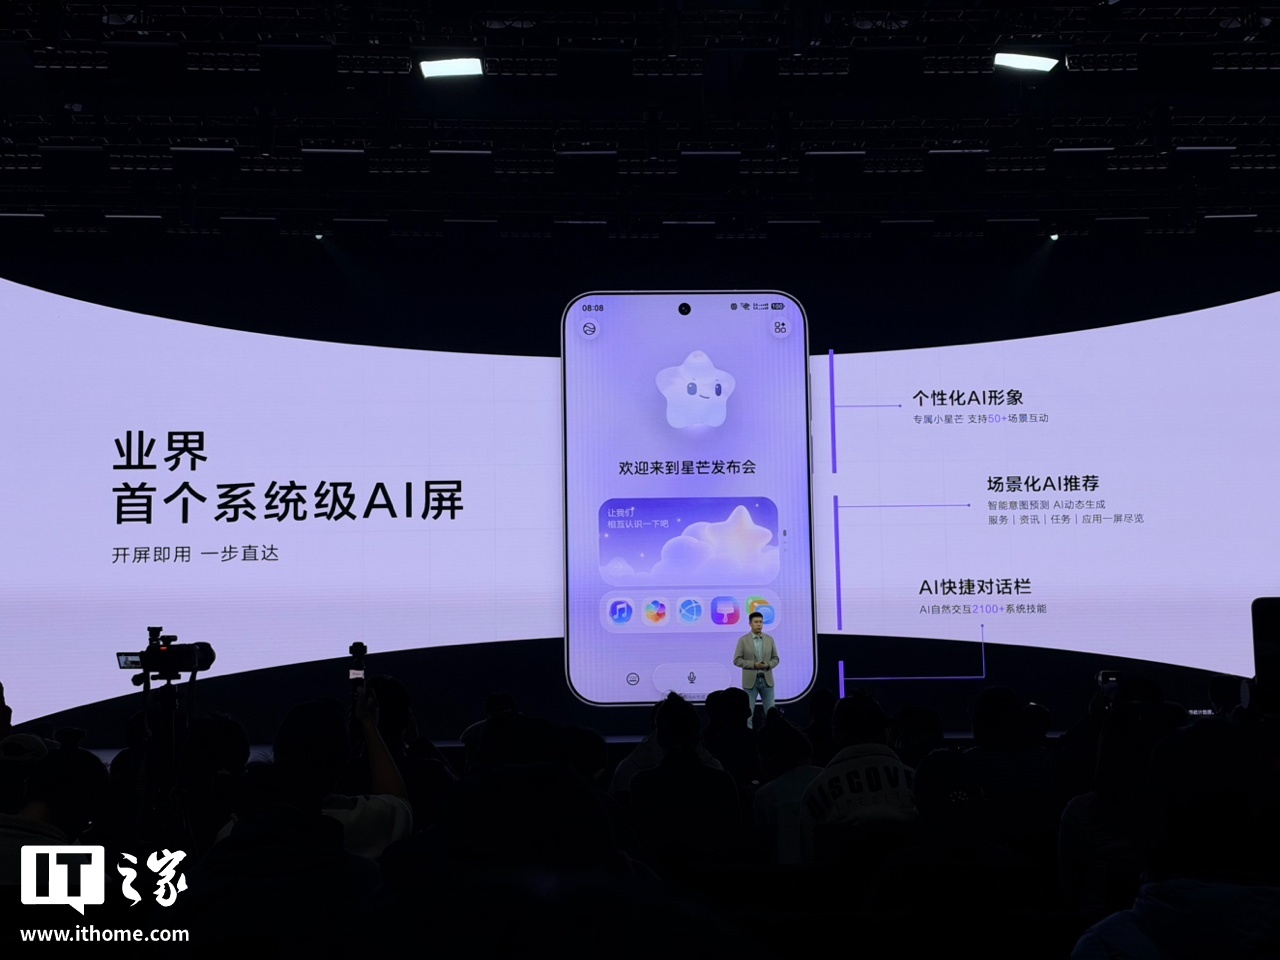 业界
首个系统级AI屏
开屏即用 一步直达
08:08
100
欢迎来到星芒发布会
让我们
相互认识一下吧
个性化AI形象
专属小星芒 支持50+场景互动
场景化AI推荐
智能意图预测 AI动态生成
服务｜资讯｜任务｜应用一屏尽览
AI快捷对话栏
AI自然交互2100+系统技能
DISCOVE
IT之家
www.ithome.com